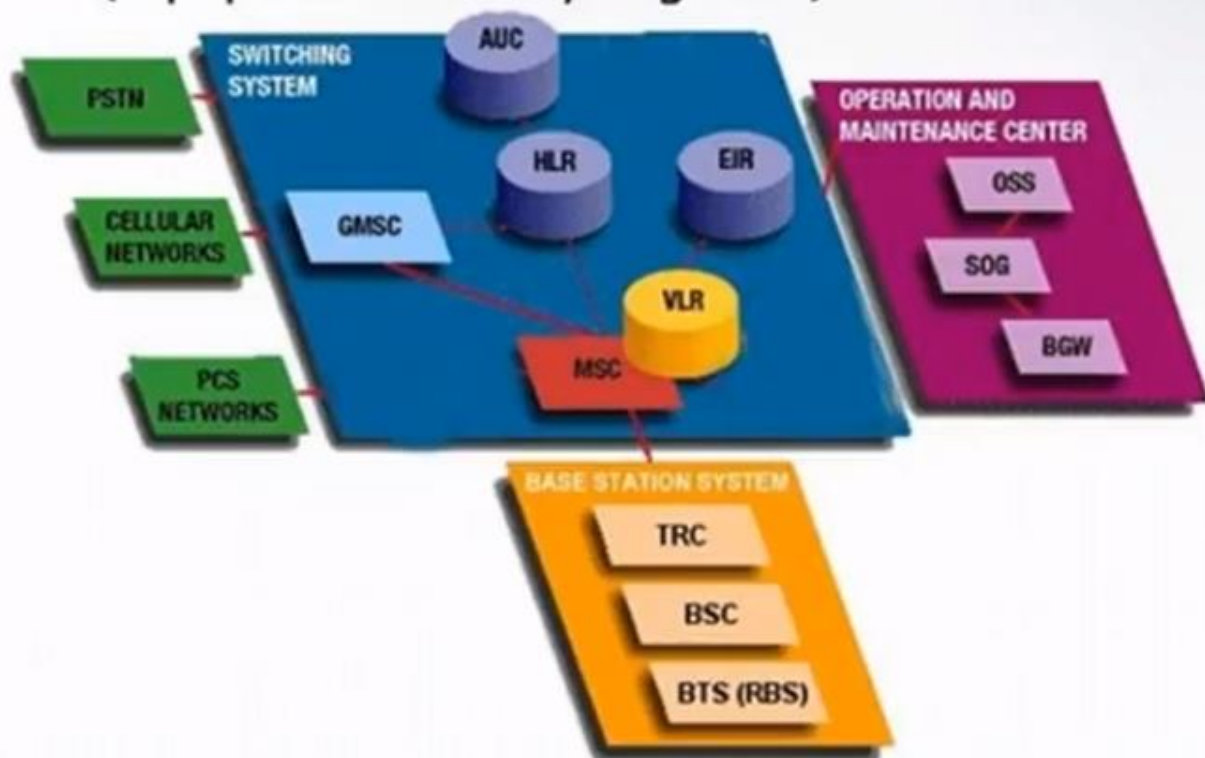 SWITCHING
SYSTEM
AUC
HLR
EIR
GMSC
VLR
MSC
PSTN
CELLULAR
NETWORKS
PCS
NETWORKS
OPERATION AND
MAINTENANCE CENTER
OSS
SOG
BGW
BASE STATION SYSTEM
TRC
BSC
BTS (RBS)